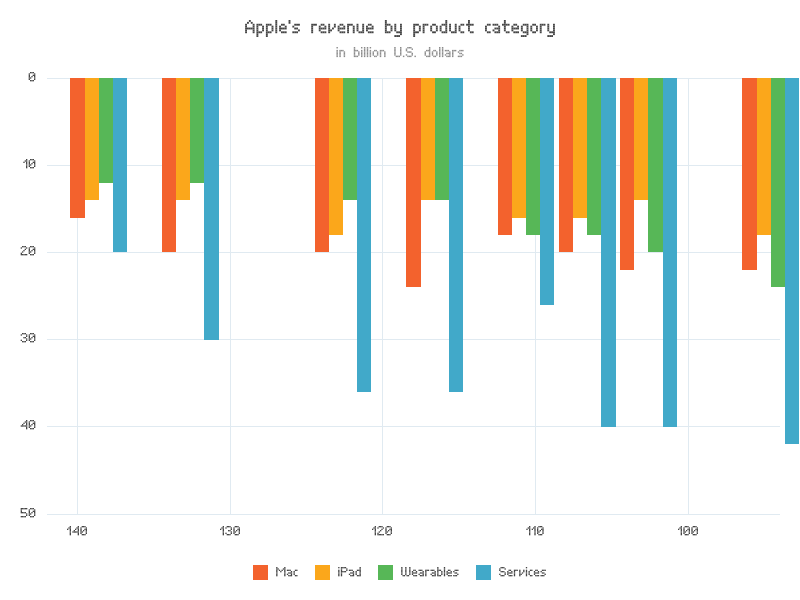 Apple's revenue by product category
in billion U.S. dollars
0
10
20
30
40
50
140 130 120 110 100
Mac iPad Wearables Services